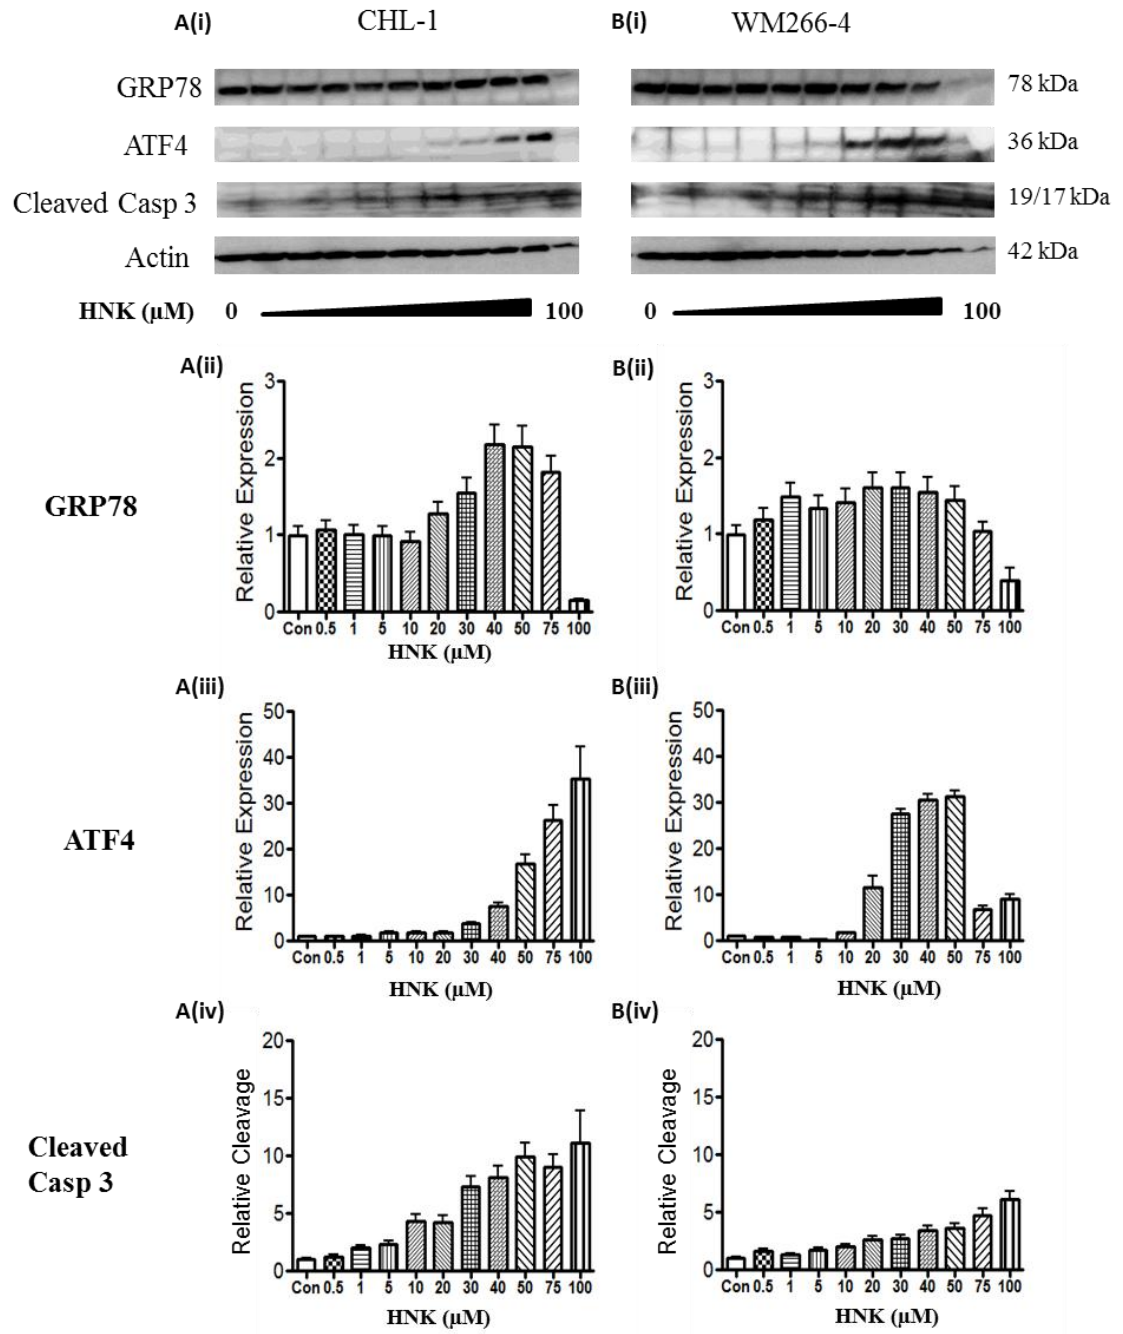 A(i) CHL-1 B(i) WM266-4
GRP78 78 kDa
ATF4 36 kDa
Cleaved Casp 3 19/17 kDa
Actin 42 kDa
HNK (µM) 0 100 0 100
A(ii) B(ii)
GRP78
Relative Expression
3
2
1
0
Con 0.5 1 5 10 20 30 40 50 75 100
HNK (µM)
Relative Expression
3
2
1
0
Con 0.5 1 5 10 20 30 40 50 75 100
HNK (µM)
A(iii) B(iii)
ATF4
Relative Expression
50
40
30
20
10
0
Con 0.5 1 5 10 20 30 40 50 75 100
HNK (µM)
Relative Expression
50
40
30
20
10
0
Con 0.5 1 5 10 20 30 40 50 75 100
HNK (µM)
A(iv) B(iv)
Cleaved
Casp 3
Relative Cleavage
20
15
10
5
0
Con 0.5 1 5 10 20 30 40 50 75 100
HNK (µM)
Relative Cleavage
20
15
10
5
0
Con 0.5 1 5 10 20 30 40 50 75 100
HNK (µM)